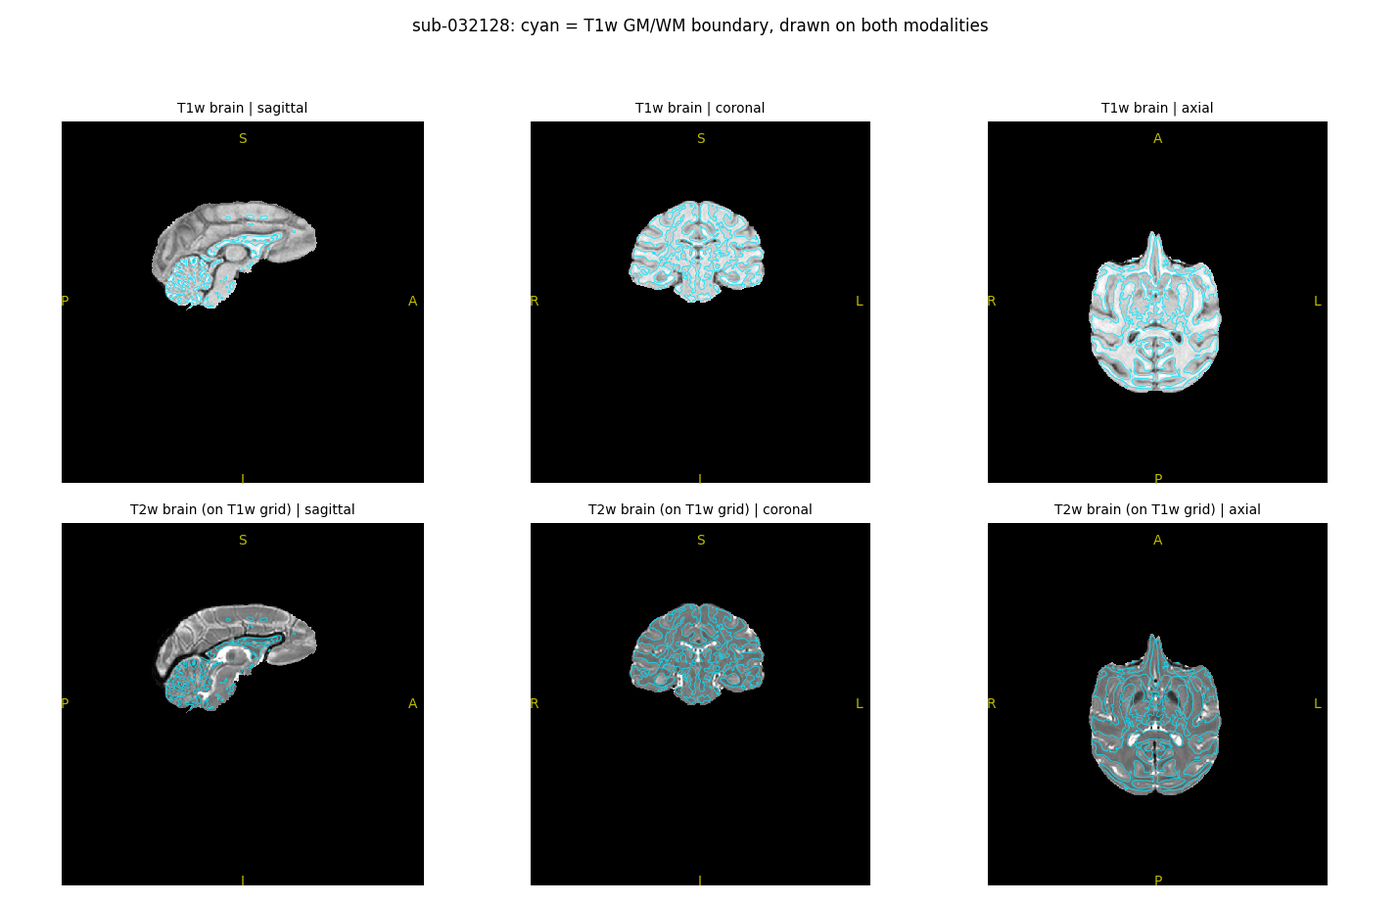 sub-032128: cyan = T1w GM/WM boundary, drawn on both modalities
T1w brain | sagittal
T1w brain | coronal
T1w brain | axial
S
S
A
P
A
R
L
R
L
I
I
P
T2w brain (on T1w grid) | sagittal
T2w brain (on T1w grid) | coronal
T2w brain (on T1w grid) | axial
S
S
A
P
A
R
L
R
L
I
I
P